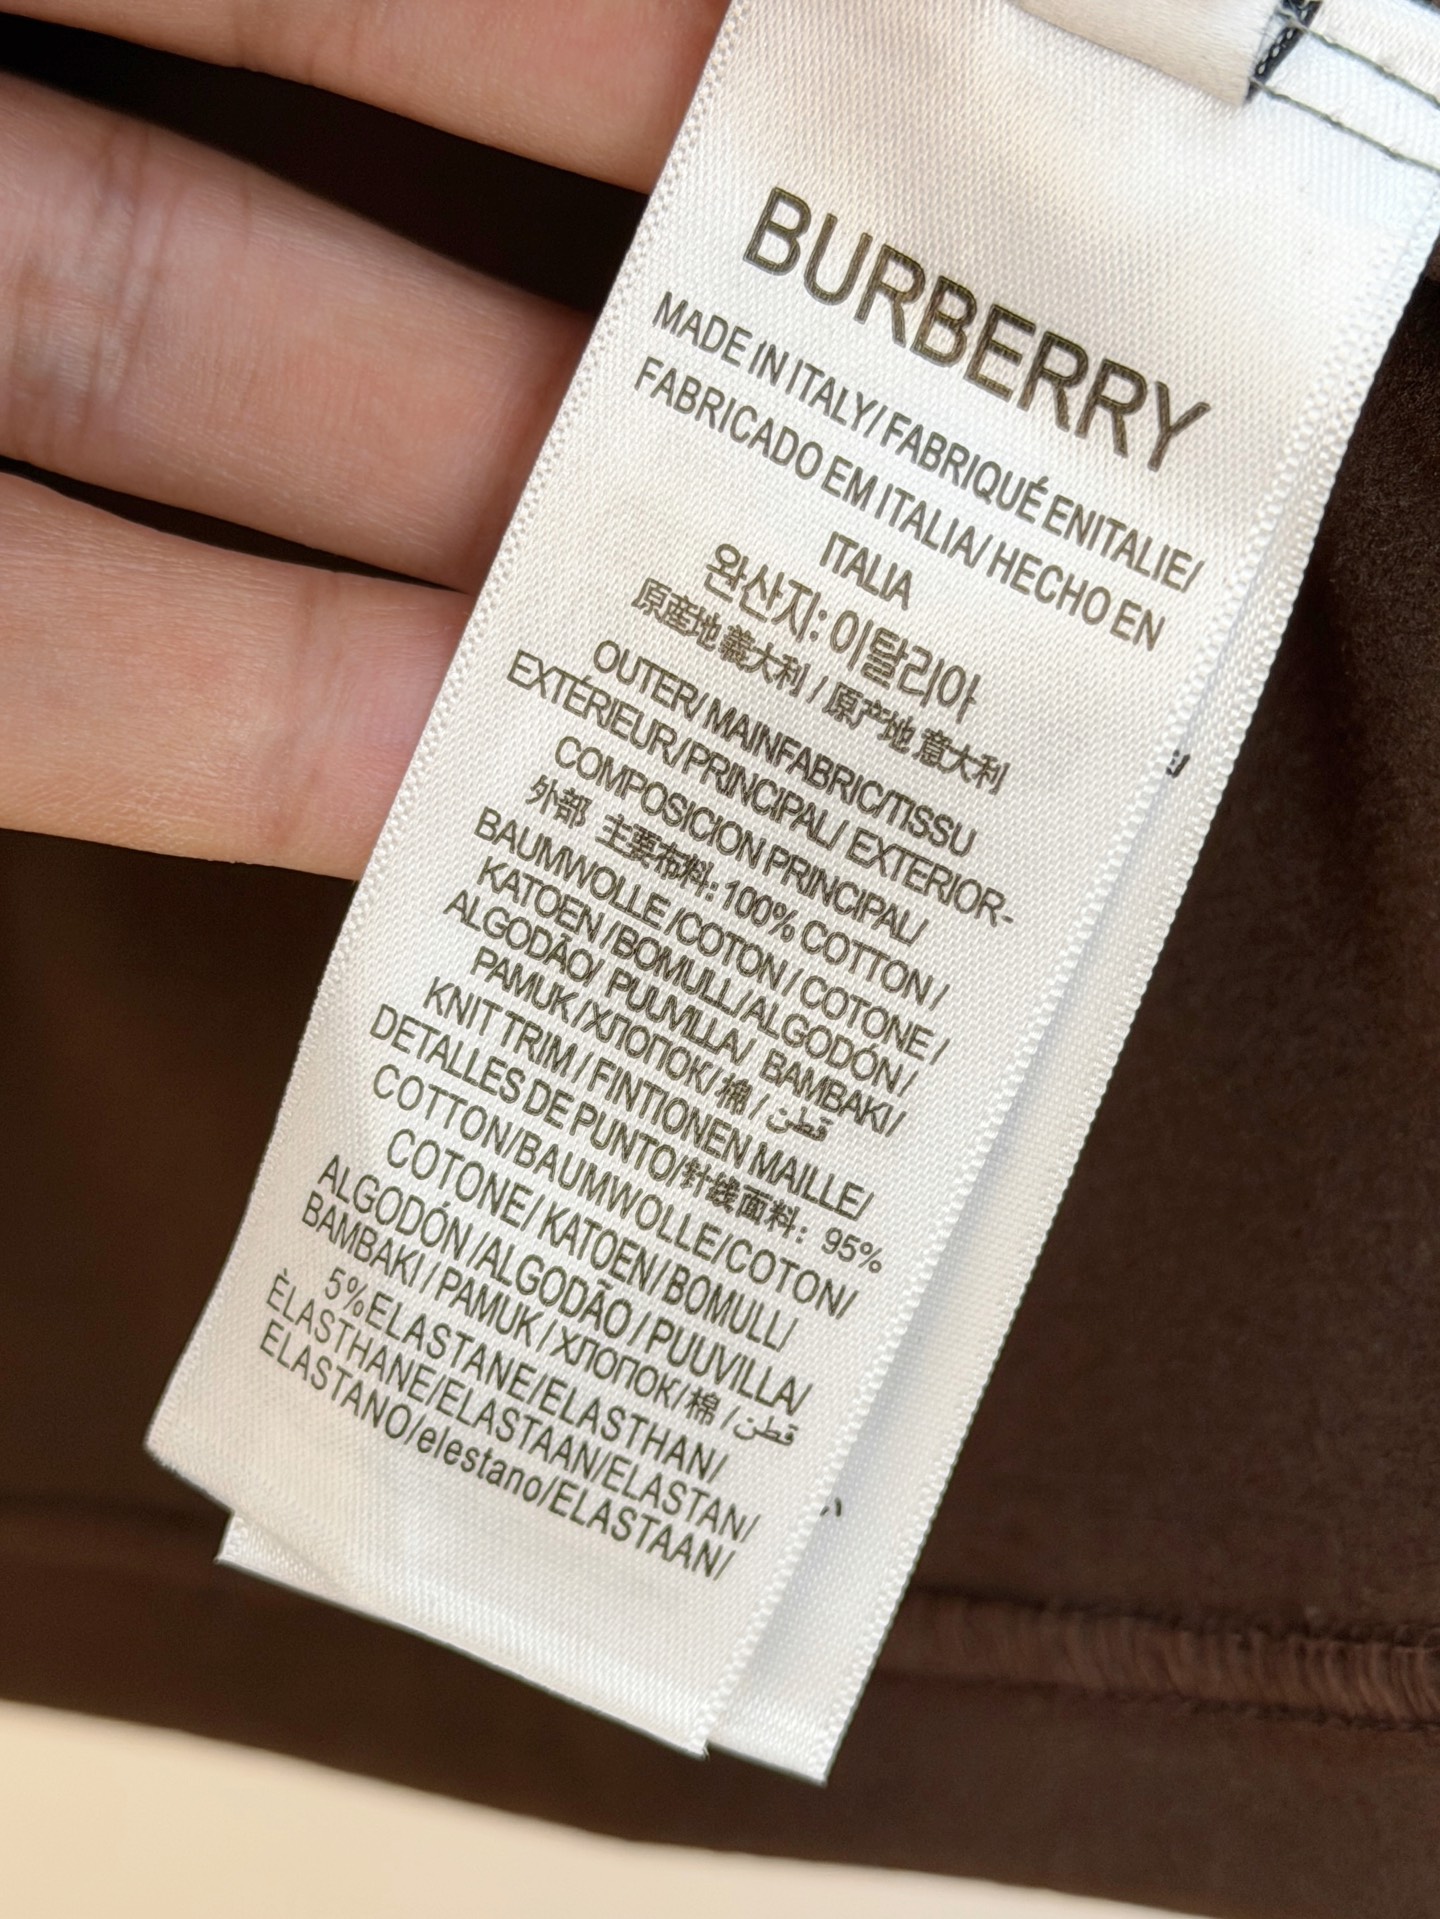 BURBERRY
MADE IN ITALY/ FABRIQUÉ ENITALIE/
FABRICADO EM ITALIA/ HECHO EN
ITALIA
완산지: 이탈리아
原産地 義大利 / 原产地 意大利
OUTER/ MAINFABRIC/TISSU
EXTÉRIEUR/PRINCIPAL/ EXTERIOR-
COMPOSICION PRINCIPAL/
外部 主要布料: 100% COTTON /
BAUMWOLLE /COTON / COTONE /
KATOEN /BOMULL/ALGODÓN /
ALGODÃO/ PUUVILLA/ BAMBAKI/
PAMUK /ХЛОПОК/ 棉 / قطن
KNIT TRIM / FINTIONEN MAILLE/
DETALLES DE PUNTO/针线面料: 95%
COTTON/BAUMWOLLE/COTON/
COTONE/ KATOEN/ BOMULL/
ALGODÓN /ALGODÃO / PUUVILLA/
BAMBAKI / PAMUK / ХЛОПОК/ 棉 / قطن
5%ELASTANE/ELASTHAN/
ÈLASTHANE/ELASTAAN/ELASTAN/
ELASTANO/elestano/ELASTAAN/